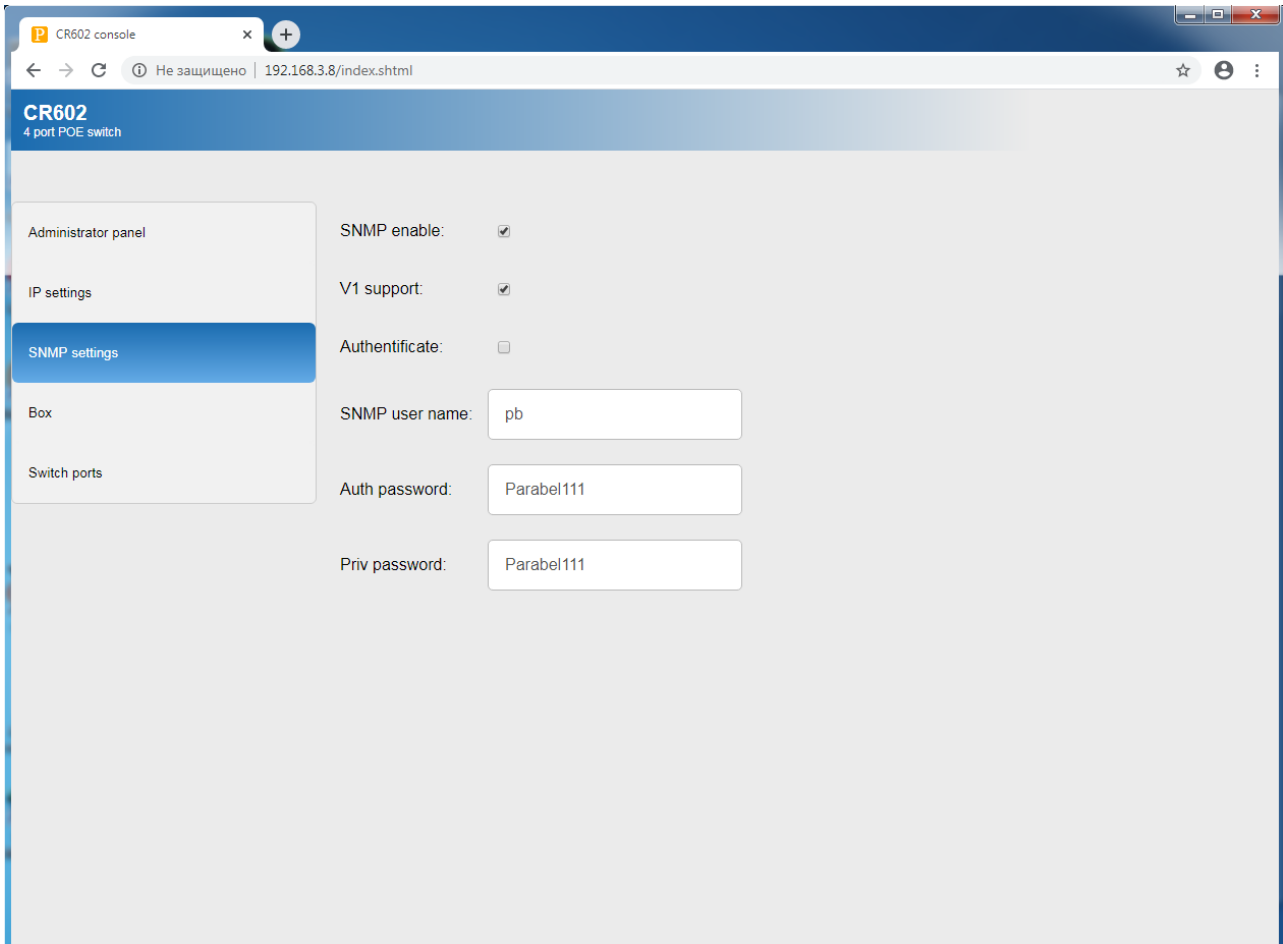 CR602 console
Не защищено 192.168.3.8/index.shtml
CR602
4 port POE switch
Administrator panel
IP settings
SNMP settings
Box
Switch ports
SNMP enable:
V1 support:
Authentificate:
SNMP user name: pb
Auth password: Parabel111
Priv password: Parabel111